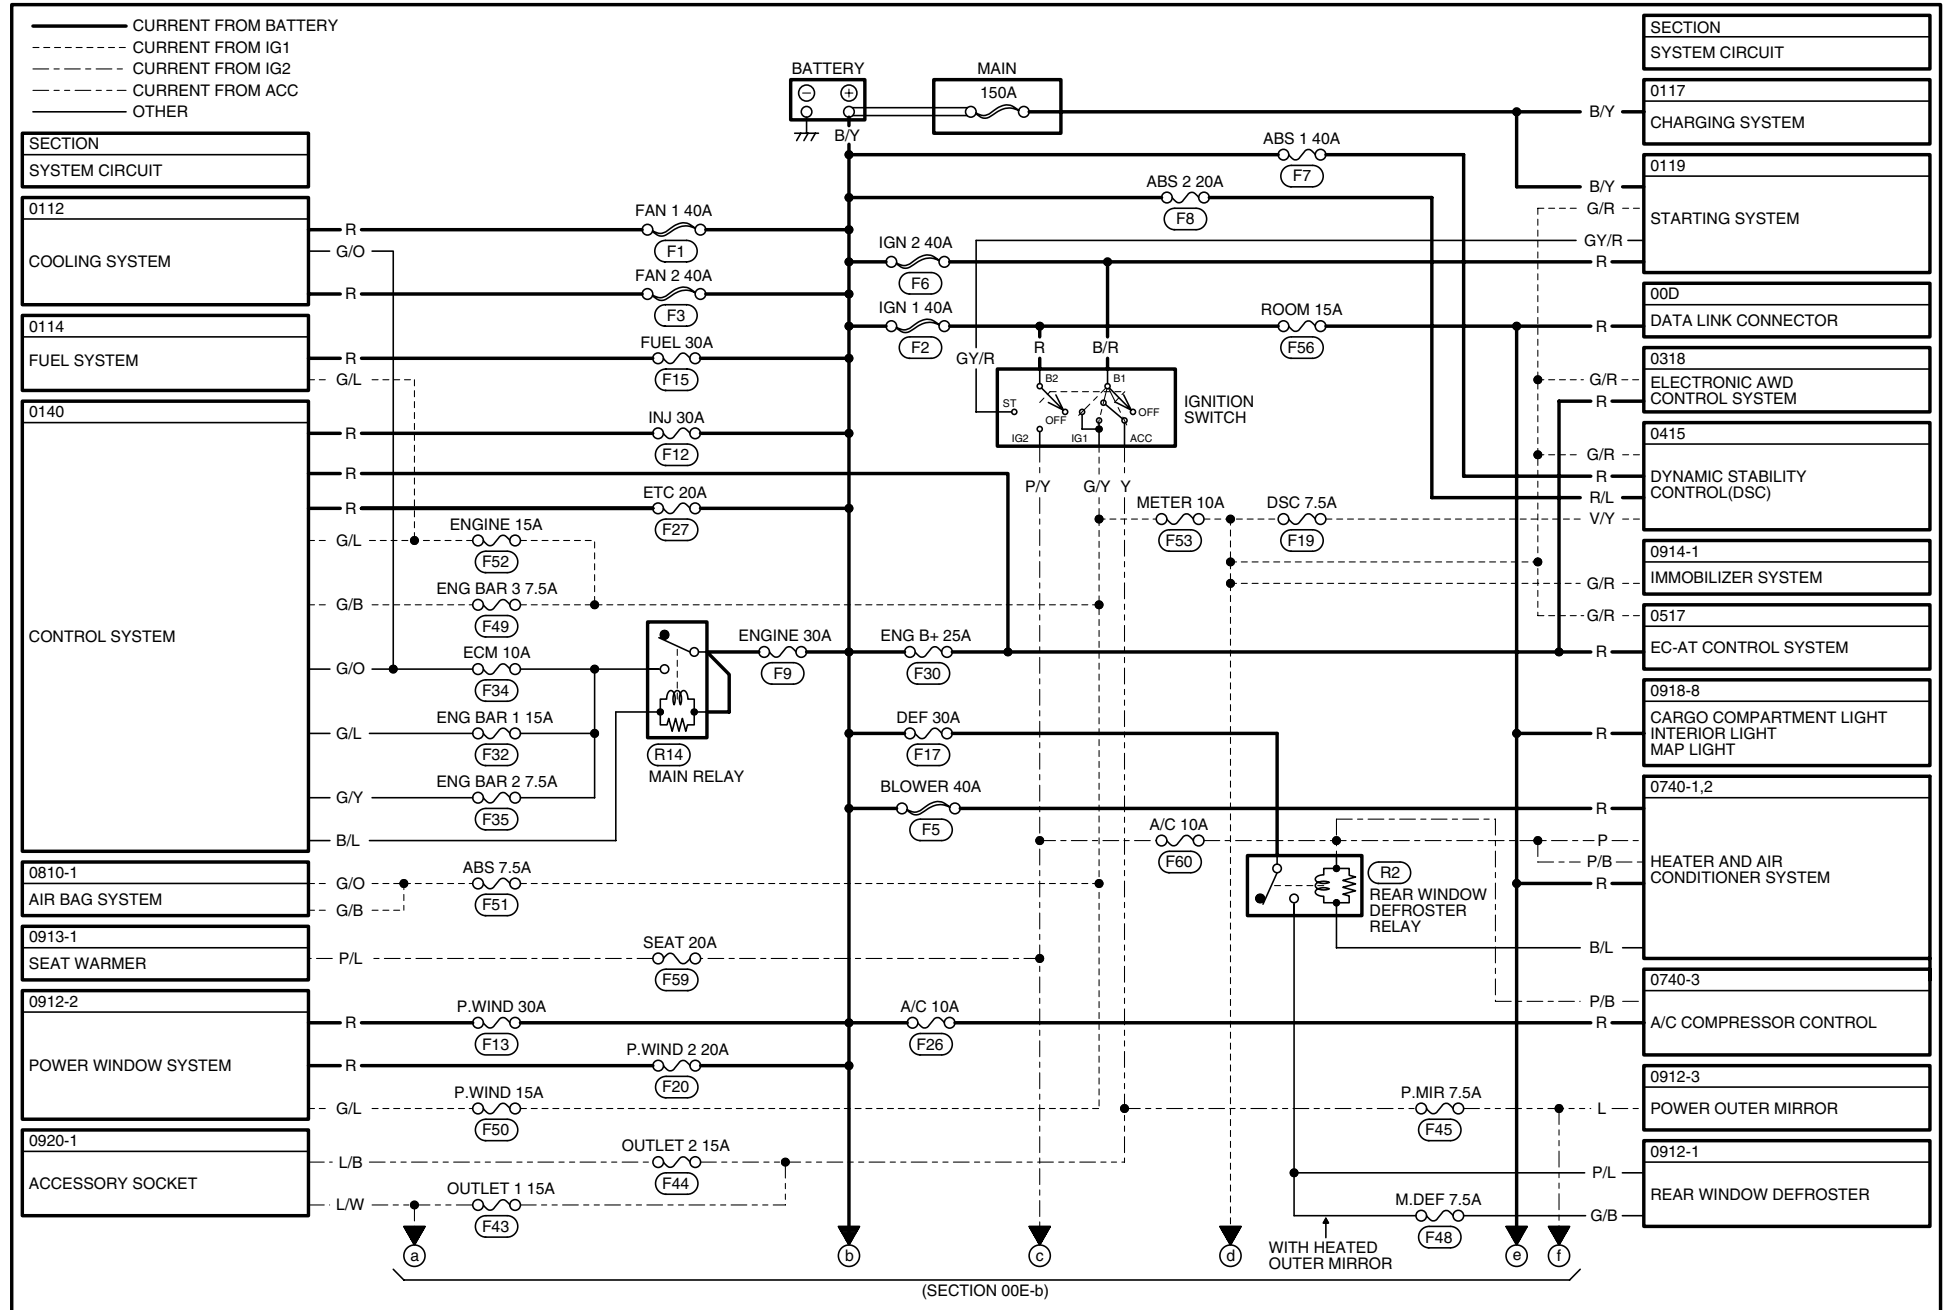 CURRENT FROM BATTERY
CURRENT FROM IG1
CURRENT FROM IG2
CURRENT FROM ACC
OTHER
SECTION
SYSTEM CIRCUIT
0112
COOLING SYSTEM
R
G/O
R
0114
FUEL SYSTEM
R
G/L
0140
CONTROL SYSTEM
R
R
R
G/L
G/B
G/O
G/L
G/Y
B/L
0810-1
AIR BAG SYSTEM
G/O
G/B
0913-1
SEAT WARMER
P/L
0912-2
POWER WINDOW SYSTEM
R
R
G/L
0920-1
ACCESSORY SOCKET
L/B
L/W
FAN 1 40A
F1
FAN 2 40A
F3
FUEL 30A
F15
INJ 30A
F12
ETC 20A
F27
ENGINE 15A
F52
ENG BAR 3 7.5A
F49
ECM 10A
F34
ENG BAR 1 15A
F32
ENG BAR 2 7.5A
F35
R14
MAIN RELAY
ENGINE 30A
F9
ABS 7.5A
F51
SEAT 20A
F59
P.WIND 30A
F13
P.WIND 2 20A
F20
P.WIND 15A
F50
OUTLET 2 15A
F44
OUTLET 1 15A
F43
BATTERY
B/Y
MAIN
150A
ABS 1 40A
F7
ABS 2 20A
F8
IGN 2 40A
F6
IGN 1 40A
F2
ROOM 15A
F56
GY/R
R
B/R
B2
B1
ST
OFF
OFF
IG2
IG1
ACC
IGNITION
SWITCH
P/Y
G/Y
Y
METER 10A
F53
DSC 7.5A
F19
ENG B+ 25A
F30
DEF 30A
F17
BLOWER 40A
F5
A/C 10A
F60
R2
REAR WINDOW
DEFROSTER
RELAY
A/C 10A
F26
P.MIR 7.5A
F45
M.DEF 7.5A
F48
WITH HEATED
OUTER MIRROR
SECTION
SYSTEM CIRCUIT
B/Y
0117
CHARGING SYSTEM
0119
STARTING SYSTEM
B/Y
G/R
GY/R
R
00D
DATA LINK CONNECTOR
R
0318
ELECTRONIC AWD
CONTROL SYSTEM
G/R
R
0415
DYNAMIC STABILITY
CONTROL(DSC)
G/R
R
R/L
V/Y
0914-1
IMMOBILIZER SYSTEM
G/R
0517
EC-AT CONTROL SYSTEM
G/R
R
0918-8
CARGO COMPARTMENT LIGHT
INTERIOR LIGHT
MAP LIGHT
R
0740-1,2
HEATER AND AIR
CONDITIONER SYSTEM
R
P
P/B
R
B/L
0740-3
A/C COMPRESSOR CONTROL
P/B
R
0912-3
POWER OUTER MIRROR
L
0912-1
REAR WINDOW DEFROSTER
P/L
G/B
a
b
c
d
e
f
(SECTION 00E-b)